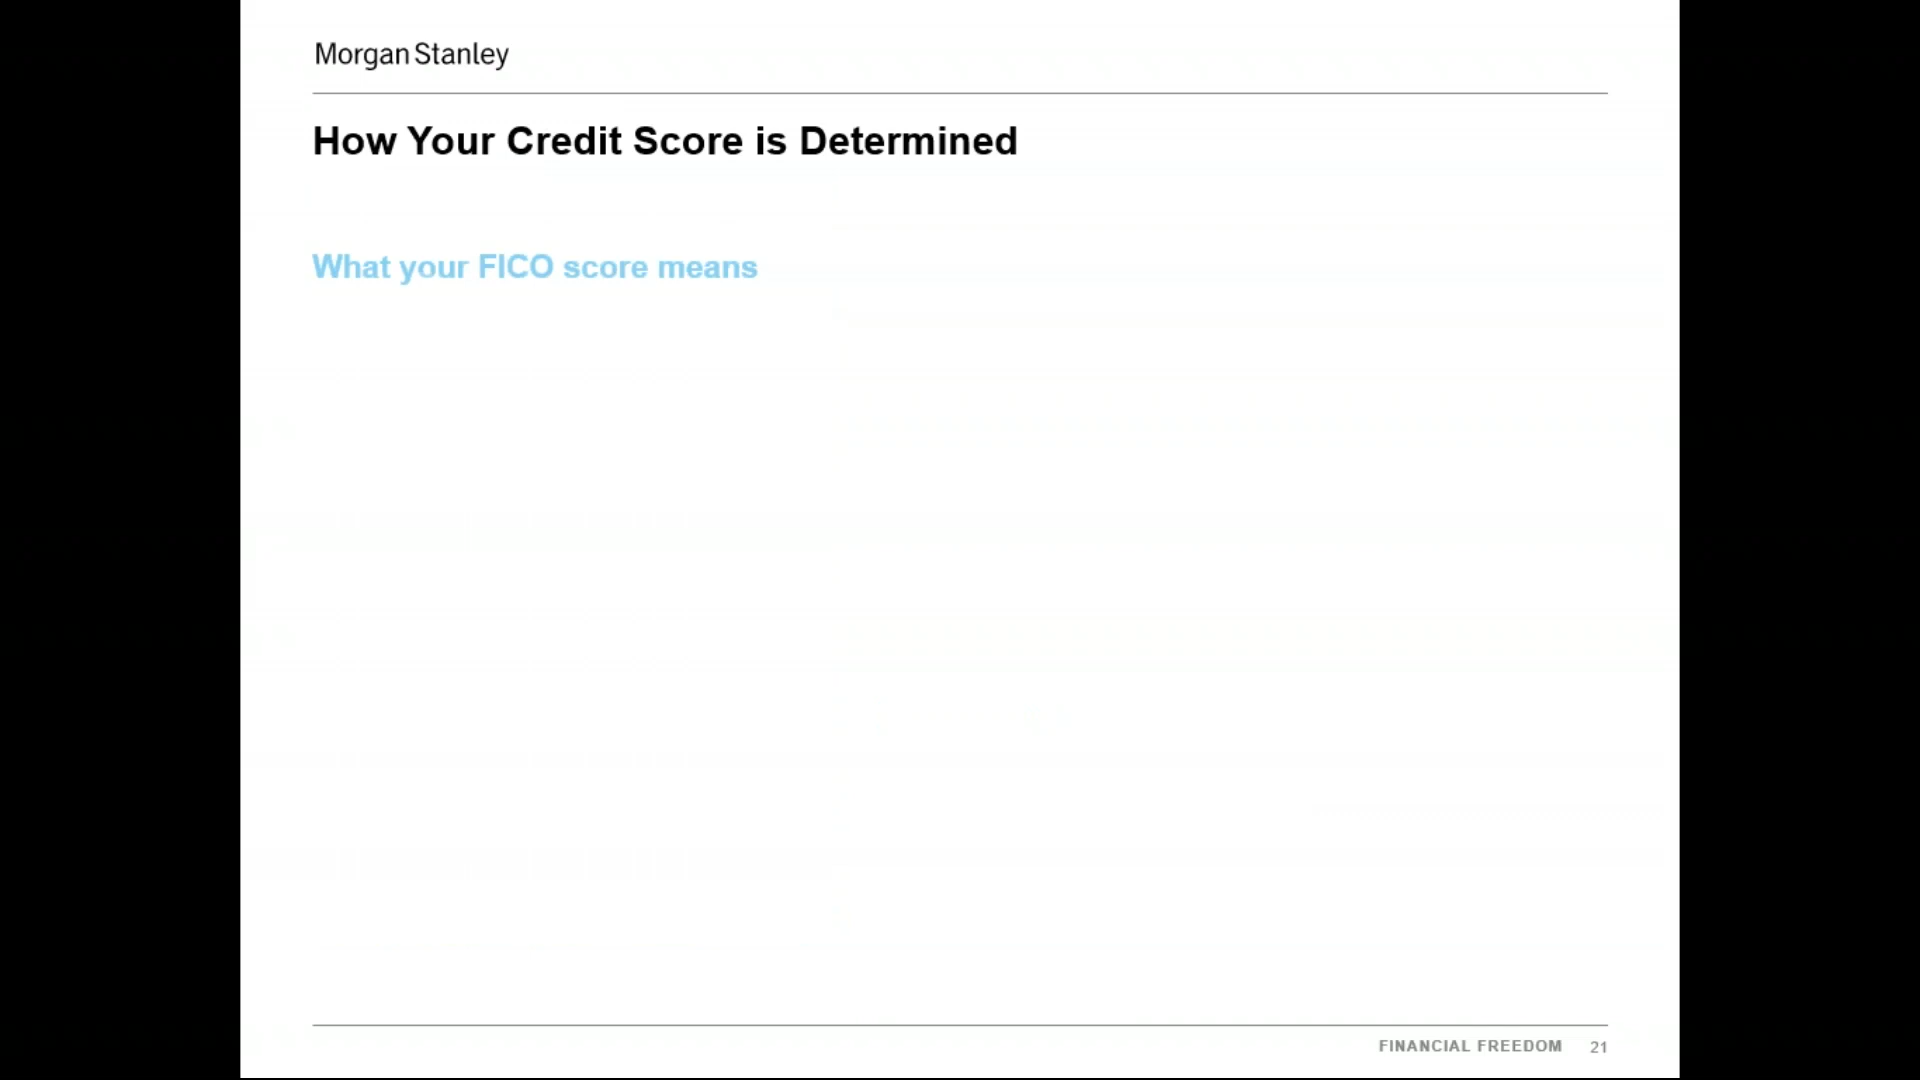 Morgan Stanley
How Your Credit Score is Determined
What your FICO score means
FINANCIAL FREEDOM 21